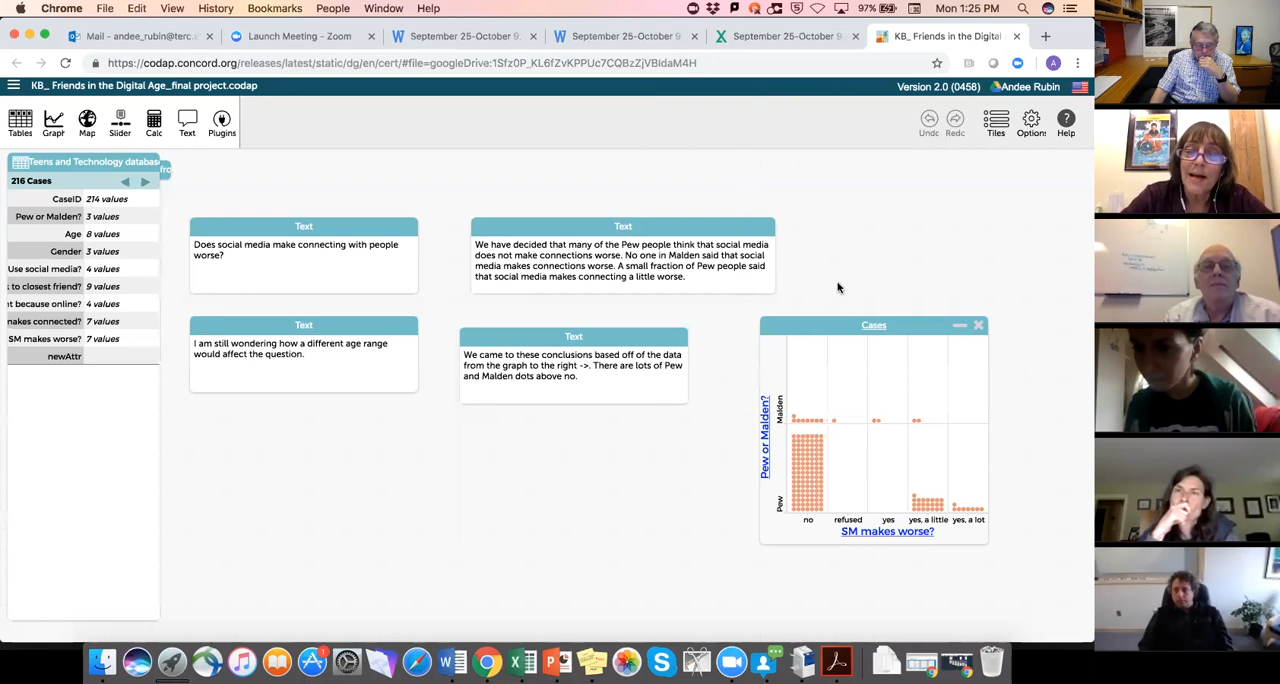 Chrome File Edit View History Bookmarks People Window Help
97% Mon 1:25 PM
Mail - andee_rubin@terc.
Launch Meeting - Zoom
September 25-October 9.
September 25-October 9.
September 25-October 9
KB_ Friends in the Digital
https://codap.concord.org/releases/latest/static/dg/en/cert/#file=googleDrive:1Sfz0P_KL6fZvKPPUc7CQBzZjVBIdaM4H
KB_ Friends in the Digital Age_final project.codap
Version 2.0 (0458) Andee Rubin
Tables Graph Map Slider Calc Text Plugins
Undo Redo Tiles Options Help
Teens and Technology databas
fro
216 Cases
CaseID 214 values
Pew or Malden? 3 values
Age 8 values
Gender 3 values
Use social media? 4 values
k to closest friend? 9 values
nt because online? 4 values
makes connected? 7 values
SM makes worse? 7 values
newAttr
Text
Does social media make connecting with people
worse?
Text
We have decided that many of the Pew people think that social media
does not make connections worse. No one in Malden said that social
media makes connections worse. A small fraction of Pew people said
that social media makes connecting a little worse.
Text
I am still wondering how a different age range
would affect the question.
Text
We came to these conclusions based off of the data
from the graph to the right ->. There are lots of Pew
and Malden dots above no.
Cases
Pew or Malden?
Malden
Pew
no refused yes yes, a little yes, a lot
SM makes worse?